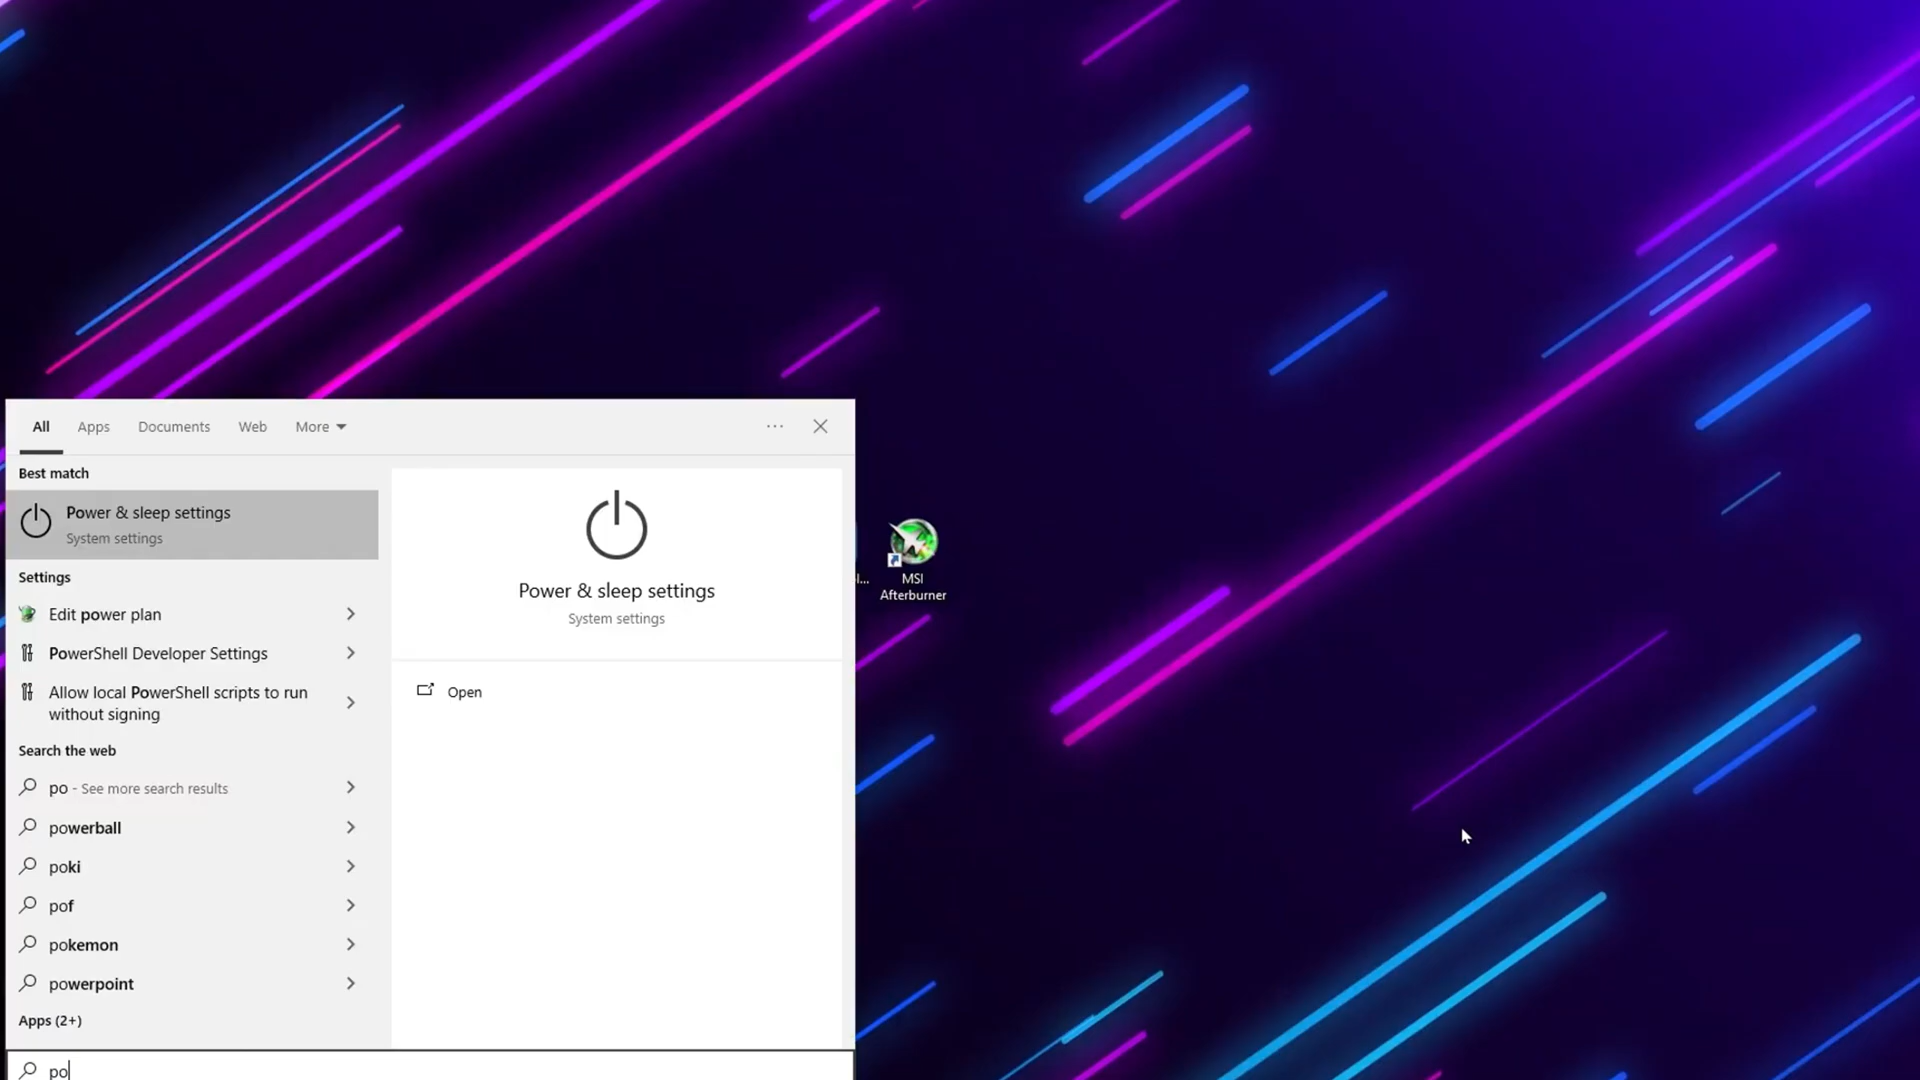 All Apps Documents Web More
Best match
Power & sleep settings
System settings
Settings
Edit power plan
PowerShell Developer Settings
Allow local PowerShell scripts to run
without signing
Search the web
po - See more search results
powerball
poki
pof
pokemon
powerpoint
Apps (2+)
po
Power & sleep settings
System settings
Open
MSI
Afterburner